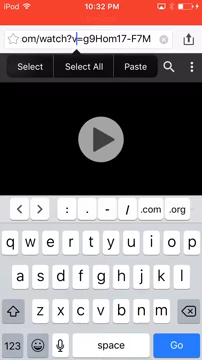 iPod 10:32 PM
om/watch?v=g9Hom17-F7M
Select Select All Paste
: . - / .com .org
q w e r t y u i o p
a s d f g h j k l
z x c v b n m
123 space Go